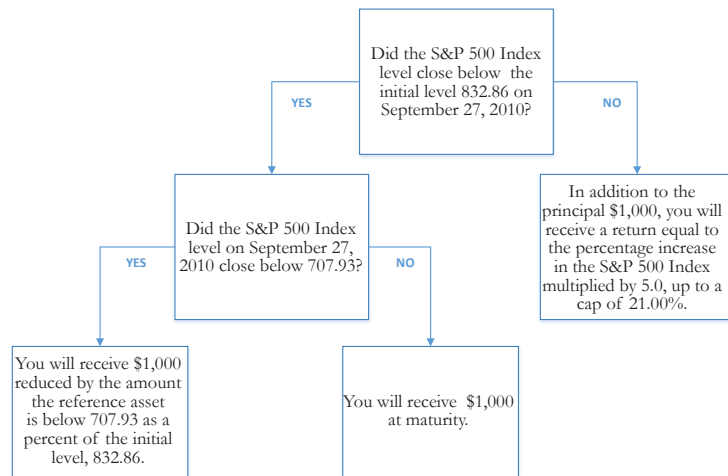 Did the S&P 500 Index
level close below the
initial level 832.86 on
September 27, 2010?
YES
NO
Did the S&P 500 Index
level on September 27,
2010 close below 707.93?
In addition to the
principal $1,000, you will
receive a return equal to
the percentage increase
in the S&P 500 Index
multiplied by 5.0, up to a
cap of 21.00%.
YES
NO
You will receive $1,000
reduced by the amount
the reference asset
is below 707.93 as a
percent of the initial
level, 832.86.
You will receive $1,000
at maturity.